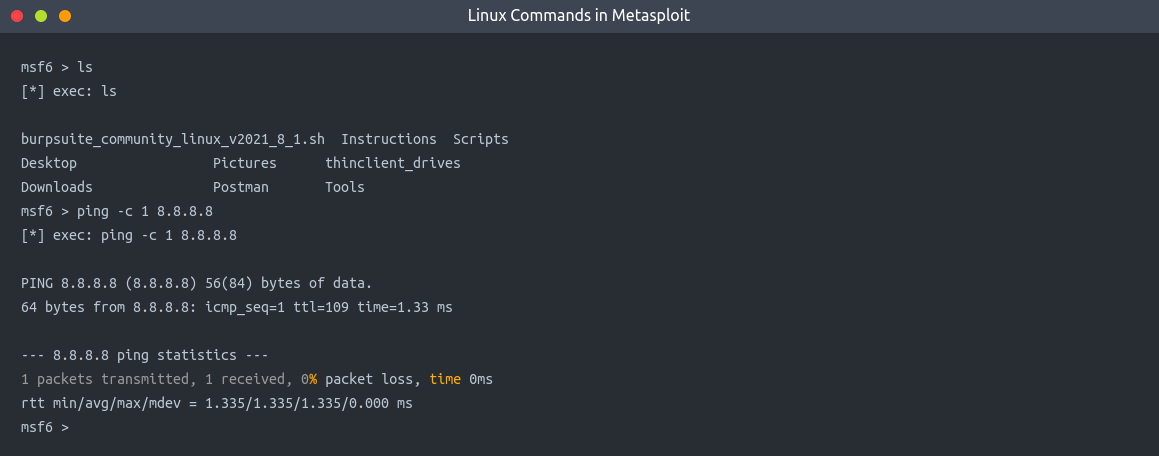 Linux Commands in Metasploit
msf6 > ls
[*] exec: ls
burpsuite_community_linux_v2021_8_1.sh  Instructions  Scripts
Desktop                 Pictures      thinclient_drives
Downloads               Postman       Tools
msf6 > ping -c 1 8.8.8.8
[*] exec: ping -c 1 8.8.8.8
PING 8.8.8.8 (8.8.8.8) 56(84) bytes of data.
64 bytes from 8.8.8.8: icmp_seq=1 ttl=109 time=1.33 ms
--- 8.8.8.8 ping statistics ---
1 packets transmitted, 1 received, 0% packet loss, time 0ms
rtt min/avg/max/mdev = 1.335/1.335/1.335/0.000 ms
msf6 >